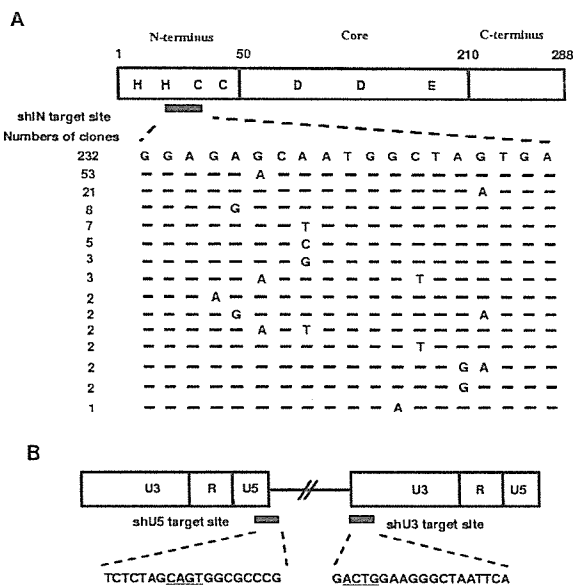 A
N-terminus Core C-terminus
1 50 210 288
H H C C D D E
shIN target site
Numbers of clones
232 G G A G A G C A A T G G C T A G T G A
53 – – – – – A – – – – – – – – – – – – –
21 – – – – – – – – – – – – – – – A – – –
8 – – – – G – – – – – – – – – – – – – –
7 – – – – – – – T – – – – – – – – – – –
5 – – – – – – – C – – – – – – – – – – –
3 – – – – – – – G – – – – – – – – – – –
3 – – – – – A – – – – – – T – – – – – –
2 – – – A – – – – – – – – – – – – – – –
2 – – – – G – – – – – – – – – – A – – –
2 – – – – – A – T – – – – – – – – – – –
2 – – – – – – – – – – – – T – – – – – –
2 – – – – – – – – – – – – – – G A – – –
2 – – – – – – – – – – – – – – G – – – –
1 – – – – – – – – – – – A – – – – – – –
B
U3 R U5 U3 R U5
shU5 target site shU3 target site
TCTCTAGCAGTGGCGCCCG GACTGGAAGGGCTAATTCA